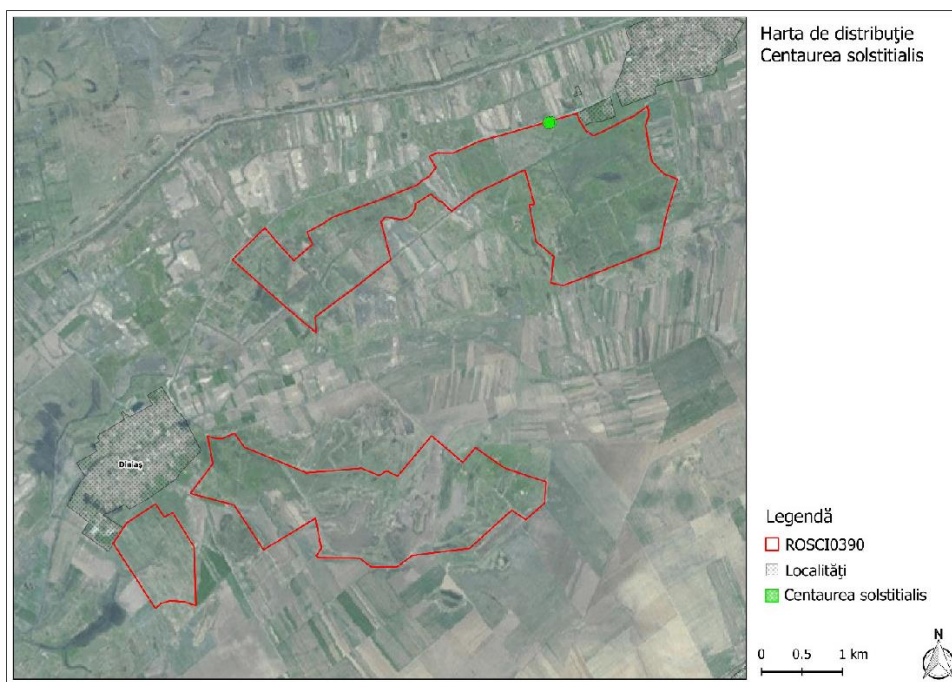 Harta de distribuție
Centaurea solstitialis
Diniaș
Legendă
ROSCI0390
Localități
Centaurea solstitialis
N
0 0.5 1 km